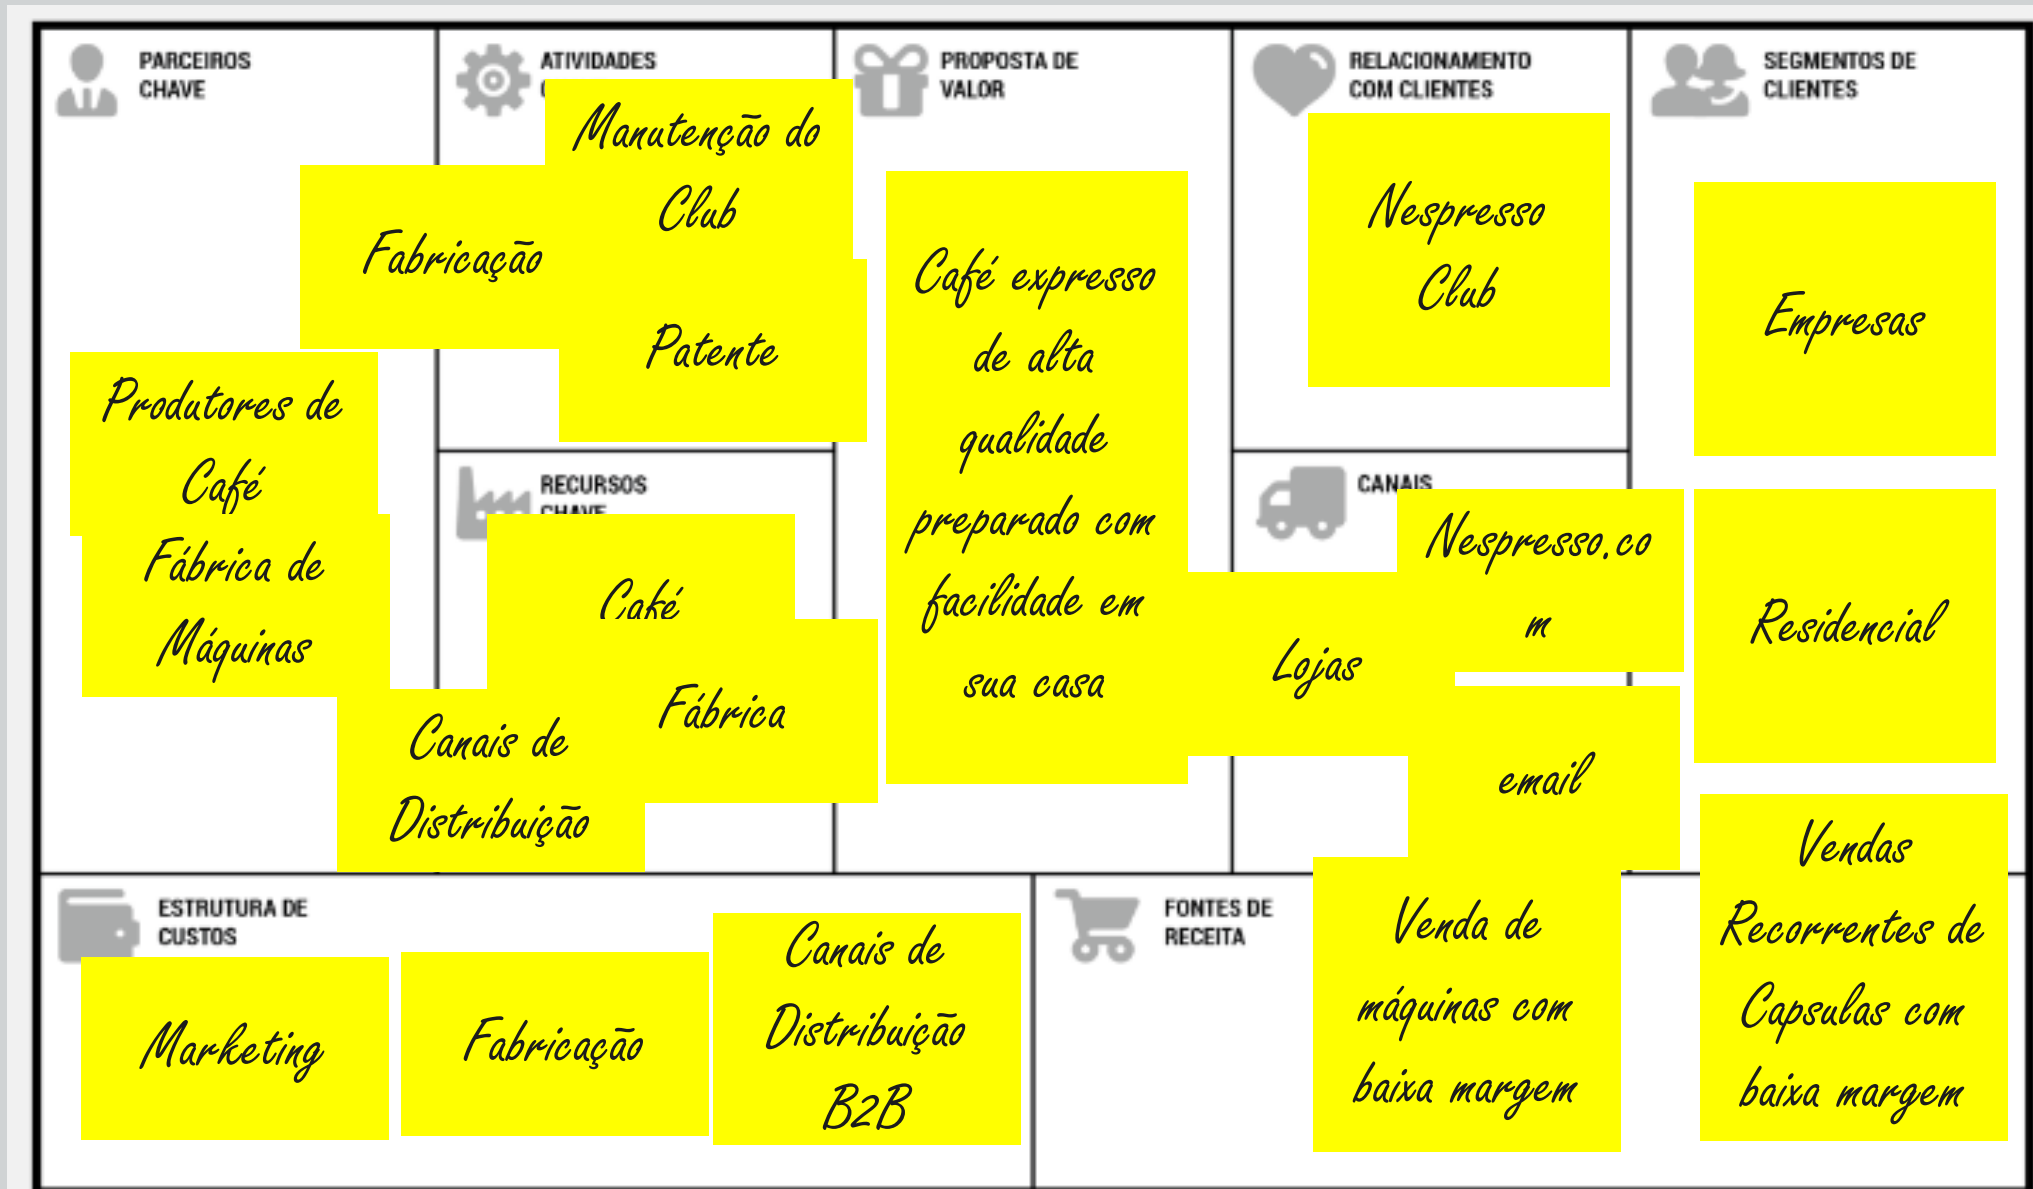 PARCEIROS
CHAVE
Produtores de
Café
Fábrica de
Máquinas
ATIVIDADES
Fabricação
Manutenção do
Club
Patente
RECURSOS
CHAVE
Café
Fábrica
Canais de
Distribuição
PROPOSTA DE
VALOR
Café expresso
de alta
qualidade
preparado com
facilidade em
sua casa
RELACIONAMENTO
COM CLIENTES
Nespresso
Club
CANAIS
Nespresso.co
m
Lojas
email
SEGMENTOS DE
CLIENTES
Empresas
Residencial
ESTRUTURA DE
CUSTOS
Marketing
Fabricação
Canais de
Distribuição
B2B
FONTES DE
RECEITA
Venda de
máquinas com
baixa margem
Vendas
Recorrentes de
Capsulas com
baixa margem